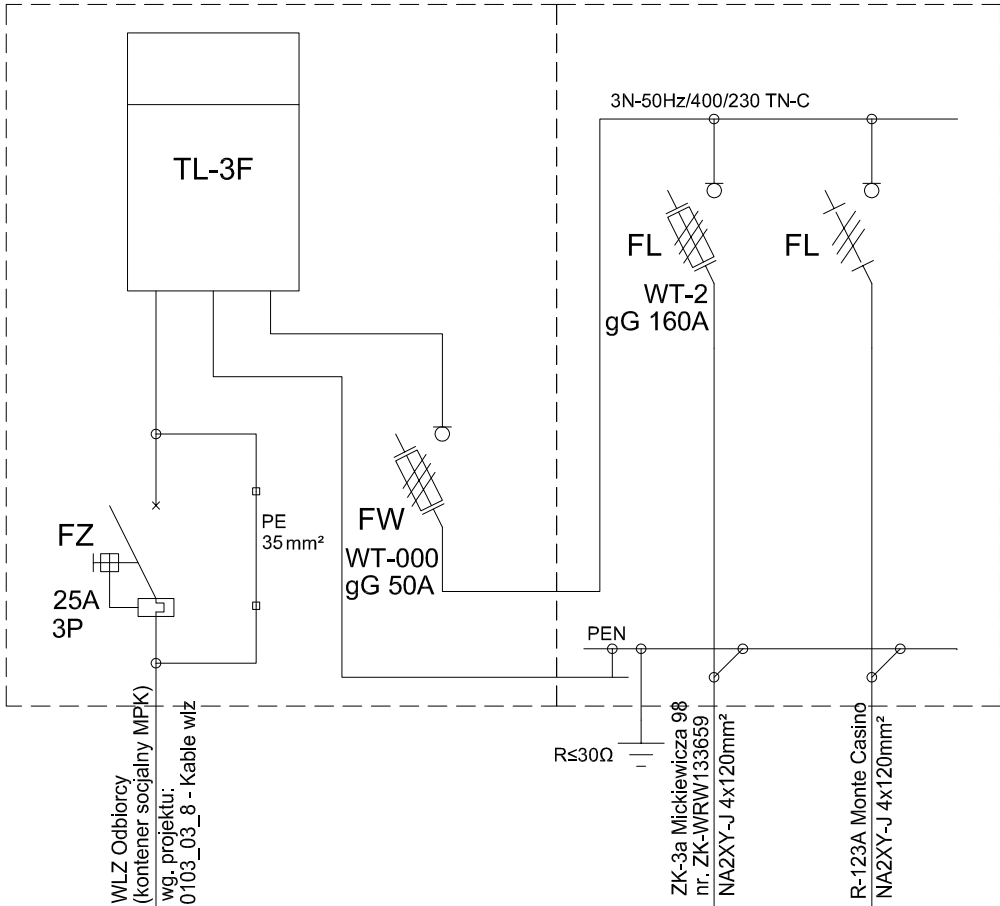 3N-50Hz/400/230 TN-C
TL-3F
FL
WT-2
gG 160A
FL
FZ
25A
3P
PE
35mm²
FW
WT-000
gG 50A
PEN
R≤30Ω
WLZ Odbiorcy
(kontener socjalny MPK)
wg. projektu:
0103_03_8 - Kable wlz
ZK-3a Mickiewicza 98
nr. ZK-WRW133659
NA2XY-J 4x120mm²
R-123A Monte Casino
NA2XY-J 4x120mm²